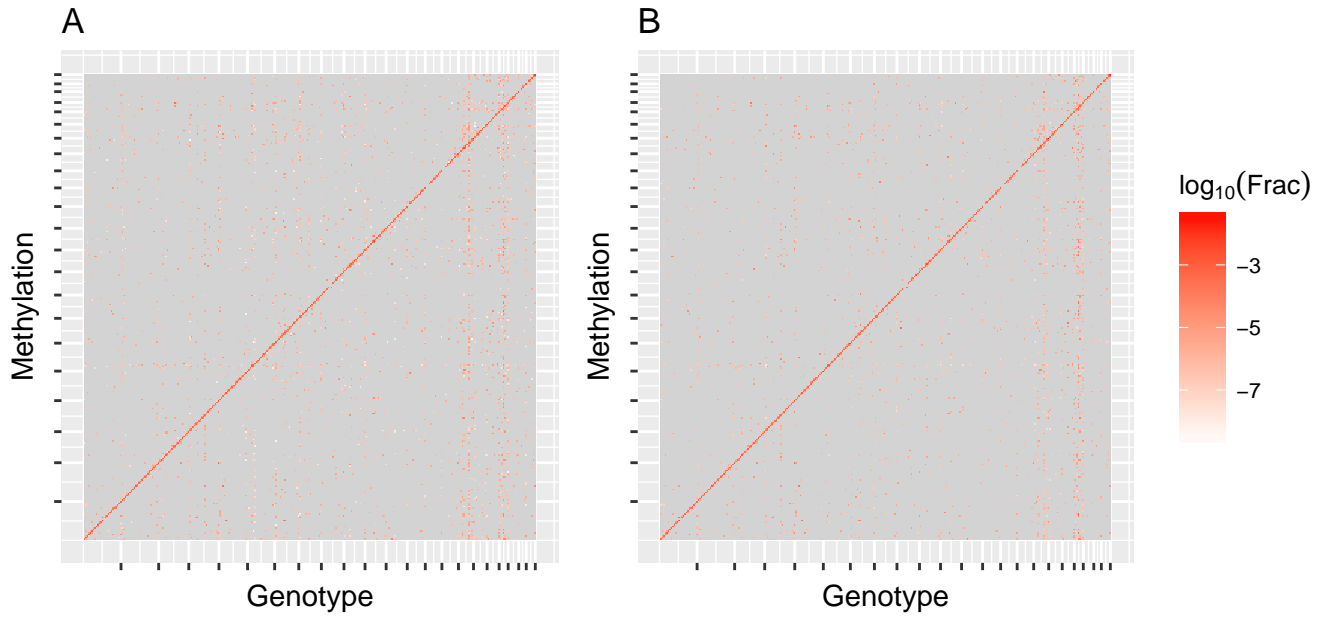 A
B
Methylation
Methylation
Genotype
Genotype
log₁₀(Frac)
−3
−5
−7